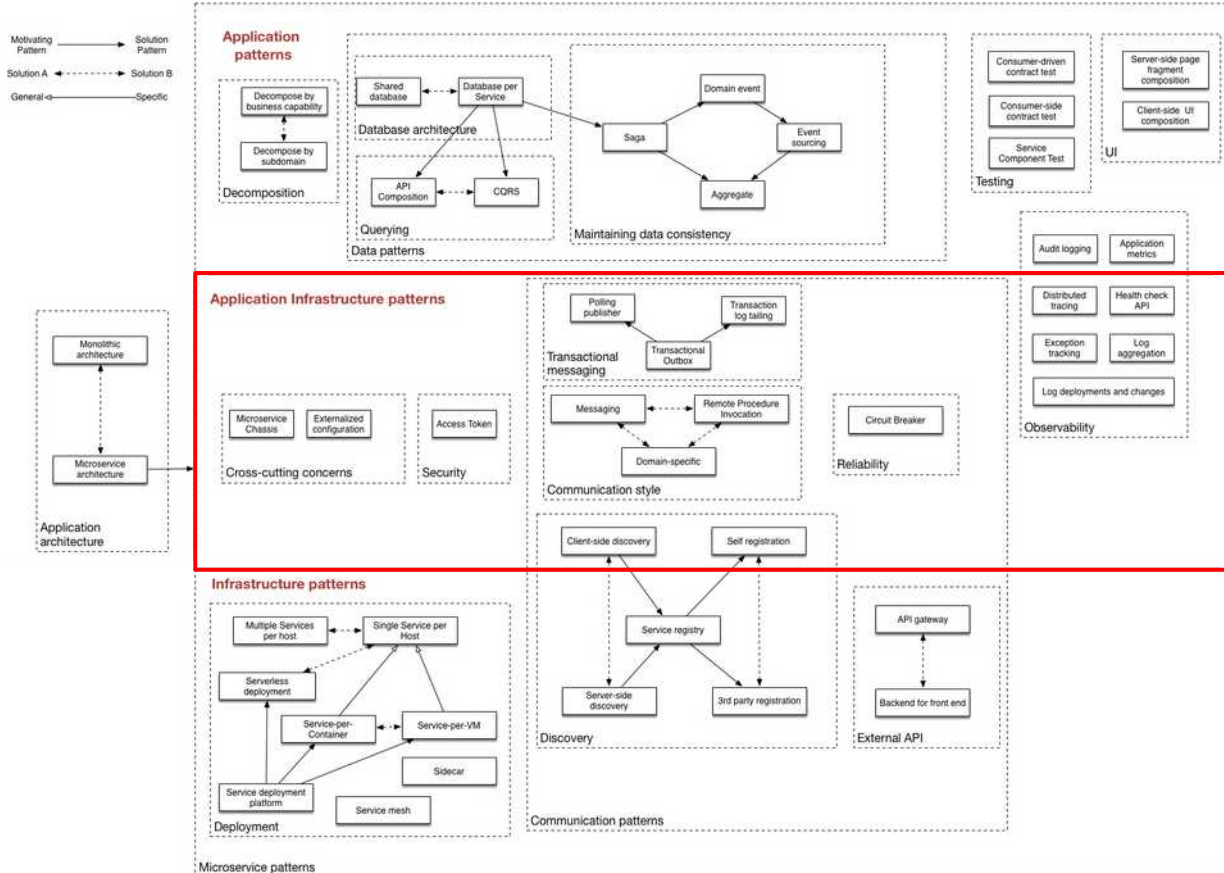 Motivating
Pattern
Solution
Pattern
Solution A
Solution B
General
Specific
Application
patterns
Decompose by
business capability
Decompose by
subdomain
Decomposition
Shared
database
Database per
Service
Database architecture
API
Composition
CQRS
Querying
Data patterns
Domain event
Saga
Event
sourcing
Aggregate
Maintaining data consistency
Consumer-driven
contract test
Consumer-side
contract test
Service
Component Test
Testing
Server-side page
fragment
composition
Client-side UI
composition
UI
Audit logging
Application
metrics
Distributed
tracing
Health check
API
Exception
tracking
Log
aggregation
Log deployments and changes
Observability
Monolithic
architecture
Microservice
architecture
Application
architecture
Application Infrastructure patterns
Microservice
Chassis
Externalized
configuration
Cross-cutting concerns
Access Token
Security
Polling
publisher
Transaction
log tailing
Transactional
Outbox
Transactional
messaging
Messaging
Remote Procedure
Invocation
Domain-specific
Communication style
Circuit Breaker
Reliability
Client-side discovery
Self registration
Service registry
Server-side
discovery
3rd party registration
Discovery
API gateway
Backend for front end
External API
Communication patterns
Infrastructure patterns
Multiple Services
per host
Single Service per
Host
Serverless
deployment
Service-per-
Container
Service-per-VM
Sidecar
Service deployment
platform
Service mesh
Deployment
Microservice patterns